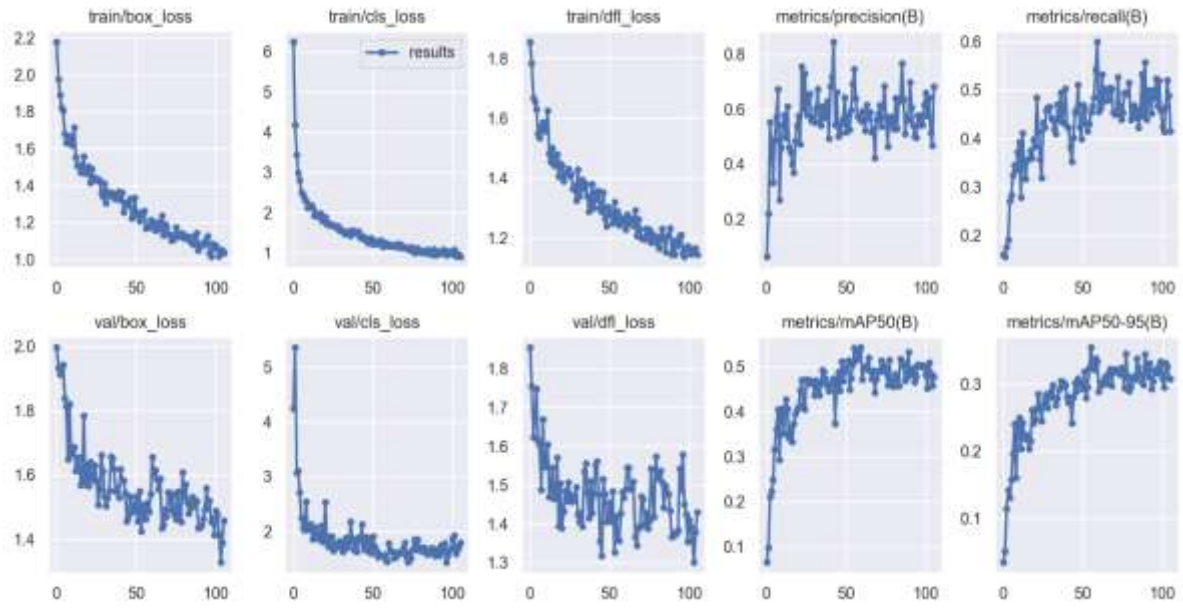 train/box_loss
2.2
2.0
1.8
1.6
1.4
1.2
1.0
0 50 100
train/cls_loss
results
6
5
4
3
2
1
0 50 100
train/dfl_loss
1.8
1.6
1.4
1.2
0 50 100
metrics/precision(B)
0.8
0.6
0.4
0.2
0 50 100
metrics/recall(B)
0.6
0.5
0.4
0.3
0.2
0 50 100
val/box_loss
2.0
1.8
1.6
1.4
0 50 100
val/cls_loss
5
4
3
2
0 50 100
val/dfl_loss
1.8
1.7
1.6
1.5
1.4
1.3
0 50 100
metrics/mAP50(B)
0.5
0.4
0.3
0.2
0.1
0 50 100
metrics/mAP50-95(B)
0.3
0.2
0.1
0 50 100